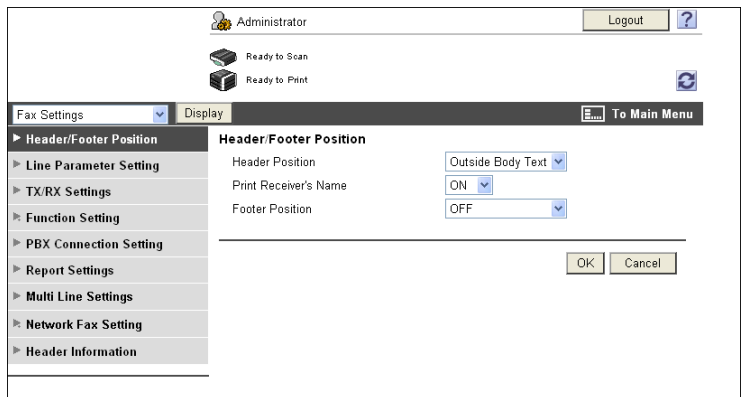 Administrator
Logout
?
Ready to Scan
Ready to Print
Fax Settings
Display
To Main Menu
Header/Footer Position
Line Parameter Setting
TX/RX Settings
Function Setting
PBX Connection Setting
Report Settings
Multi Line Settings
Network Fax Setting
Header Information
Header/Footer Position
Header Position Outside Body Text
Print Receiver's Name ON
Footer Position OFF
OK
Cancel